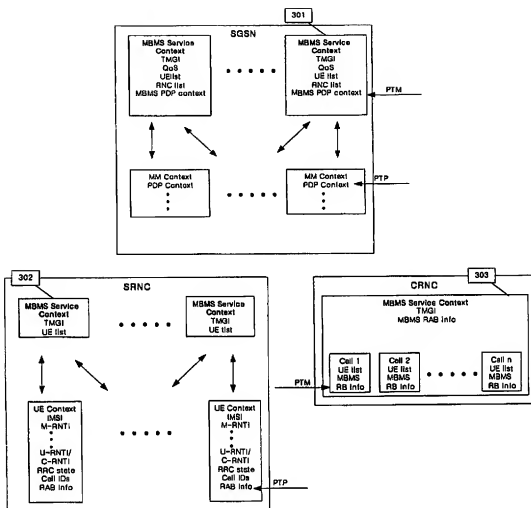 SGSN
301
MBMS Service
Context
TMGI
QoS
UElist
RNC list
MBMS PDP context
MBMS Service
Context
TMGI
QoS
UE list
RNC list
MBMS PDP context
PTM
MM Context
PDP Context
MM Context
PDP Context
PTP
302
SRNC
MBMS Service
Context
TMGI
UE list
MBMS Service
Context
TMGI
UE list
UE Context
IMSI
M-RNTI
U-RNTI/
C-RNTI
RRC state
Cell IDs
RAB Info
UE Context
IMSI
M-RNTI
U-RNTI/
C-RNTI
RRC state
Cell IDs
RAB Info
PTP
303
CRNC
MBMS Service Context
TMGI
MBMS RAB Info
PTM
Cell 1
UE list
MBMS
RB Info
Cell 2
UE list
MBMS
RB Info
Cell n
UE list
MBMS
RB Info